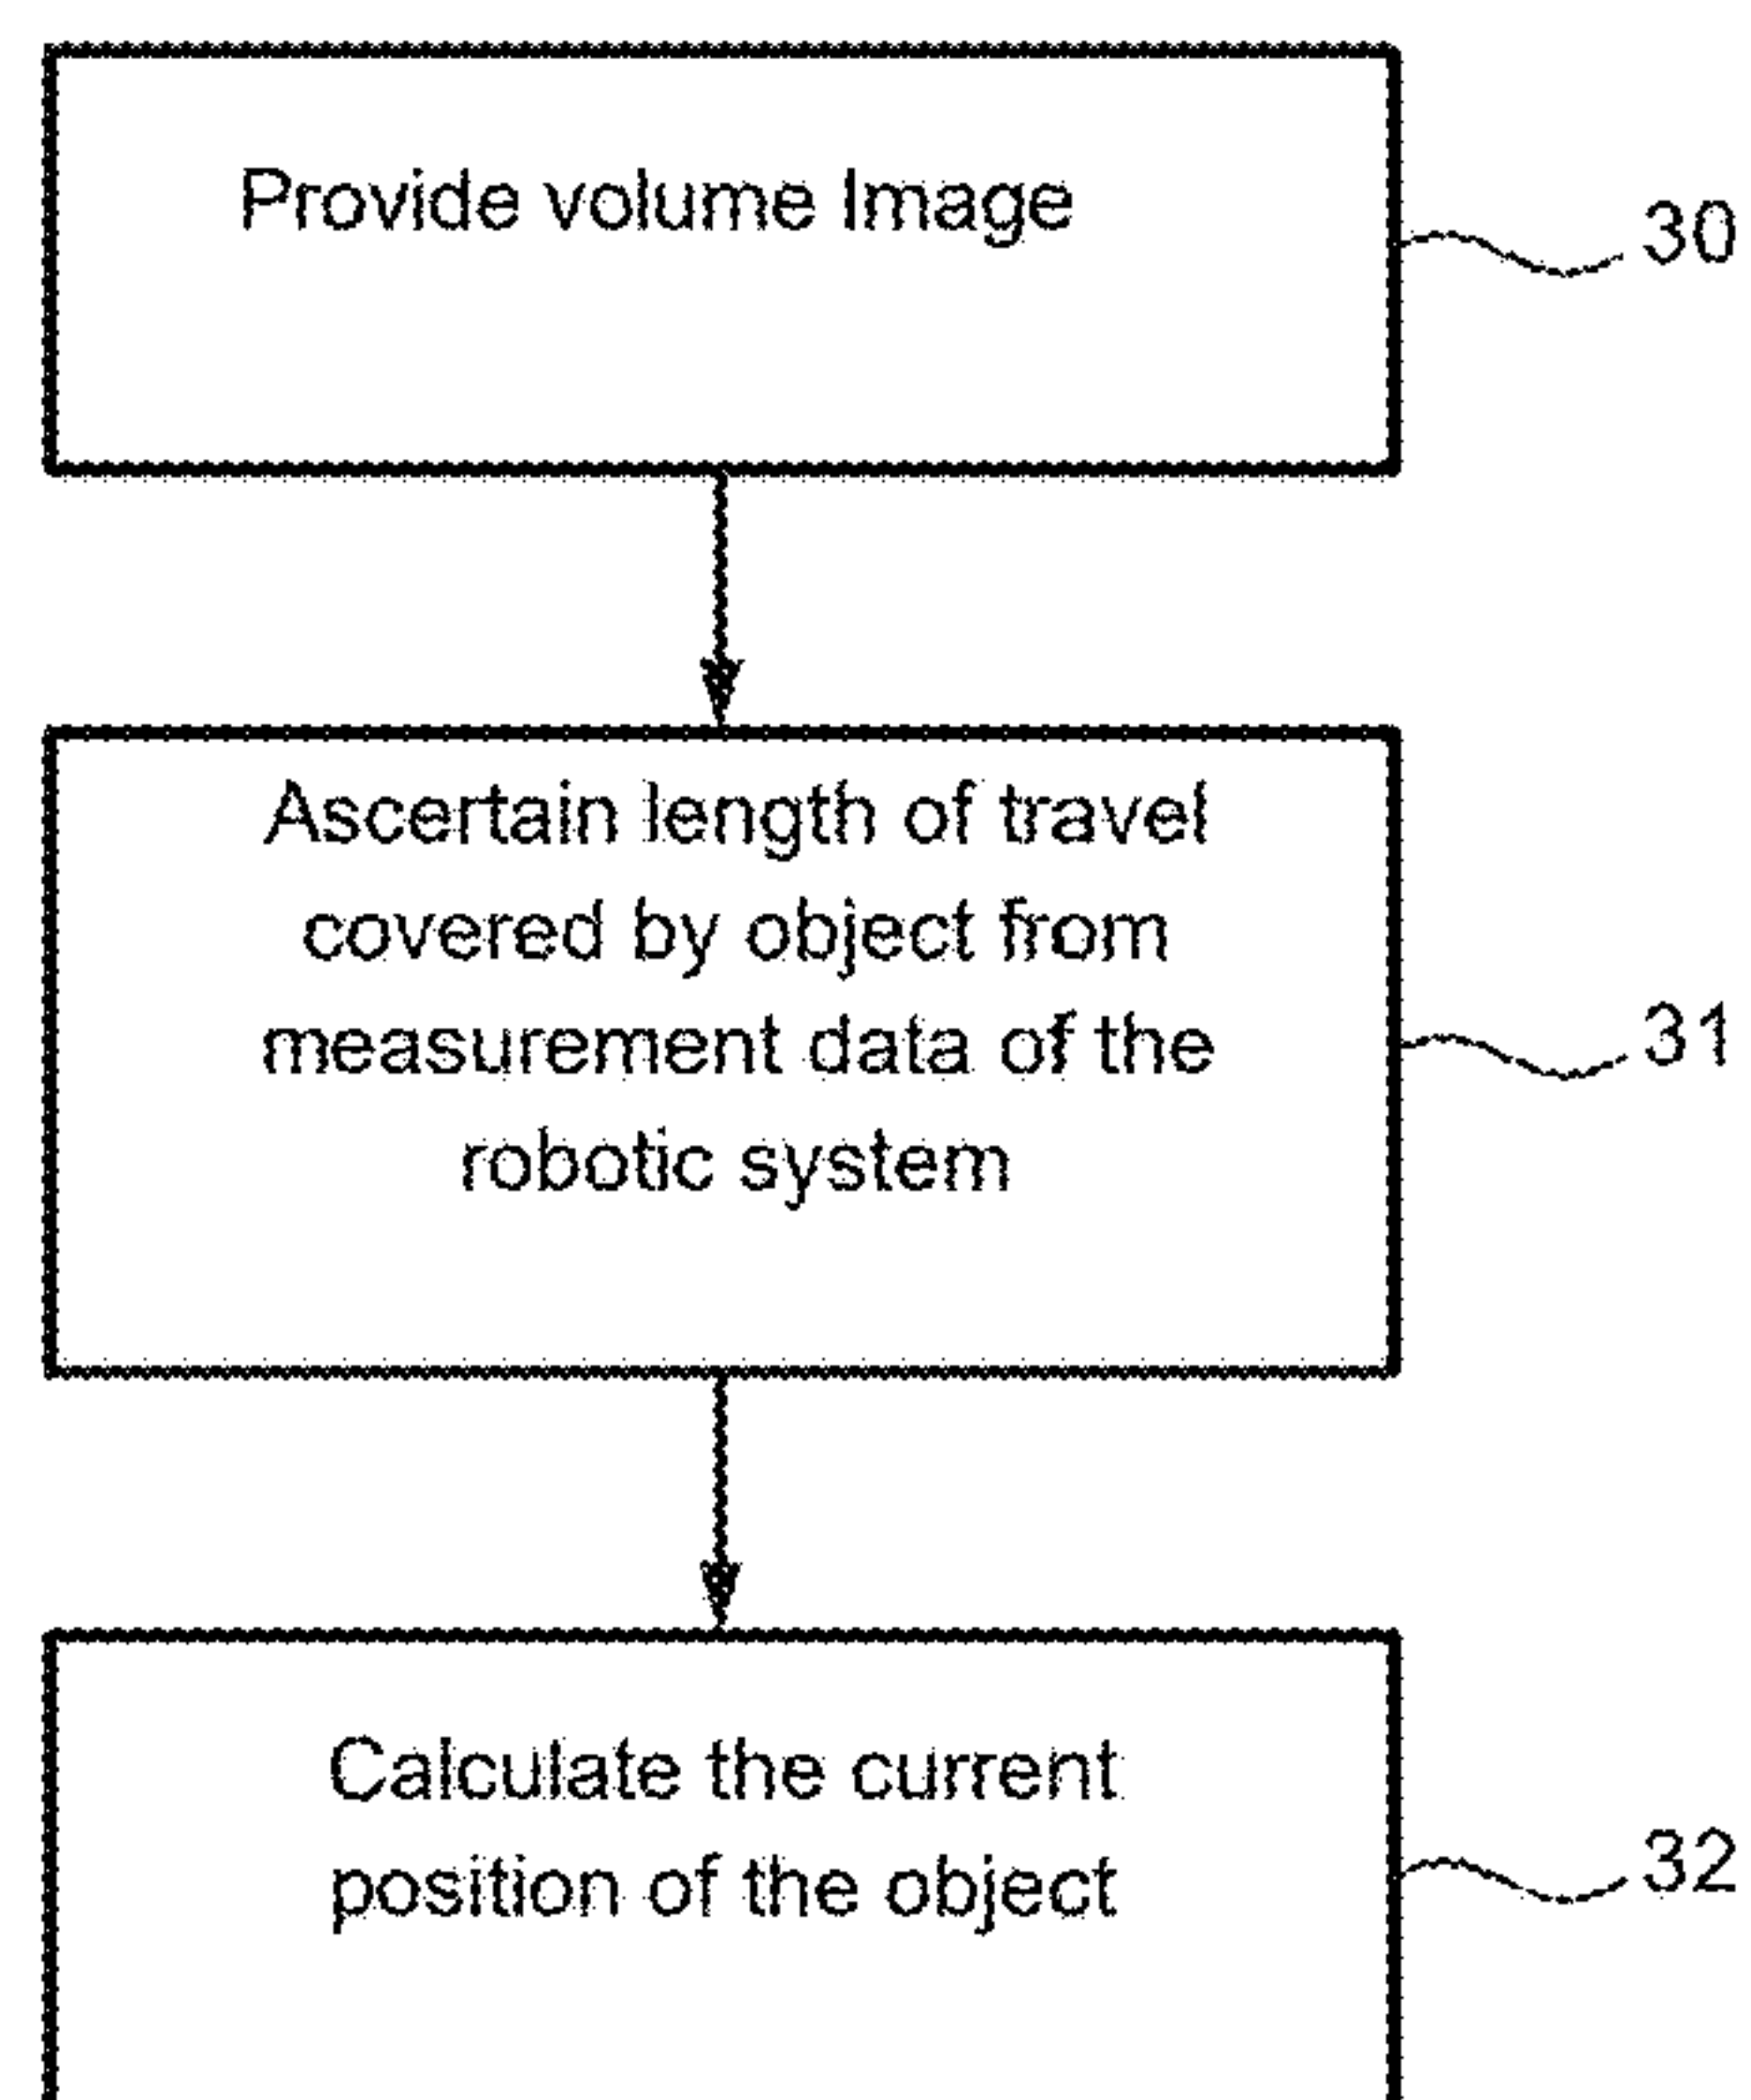 Provide volume Image
30
Ascertain length of travel
covered by object from
measurement data of the
robotic system
31
Calculate the current
position of the object
32